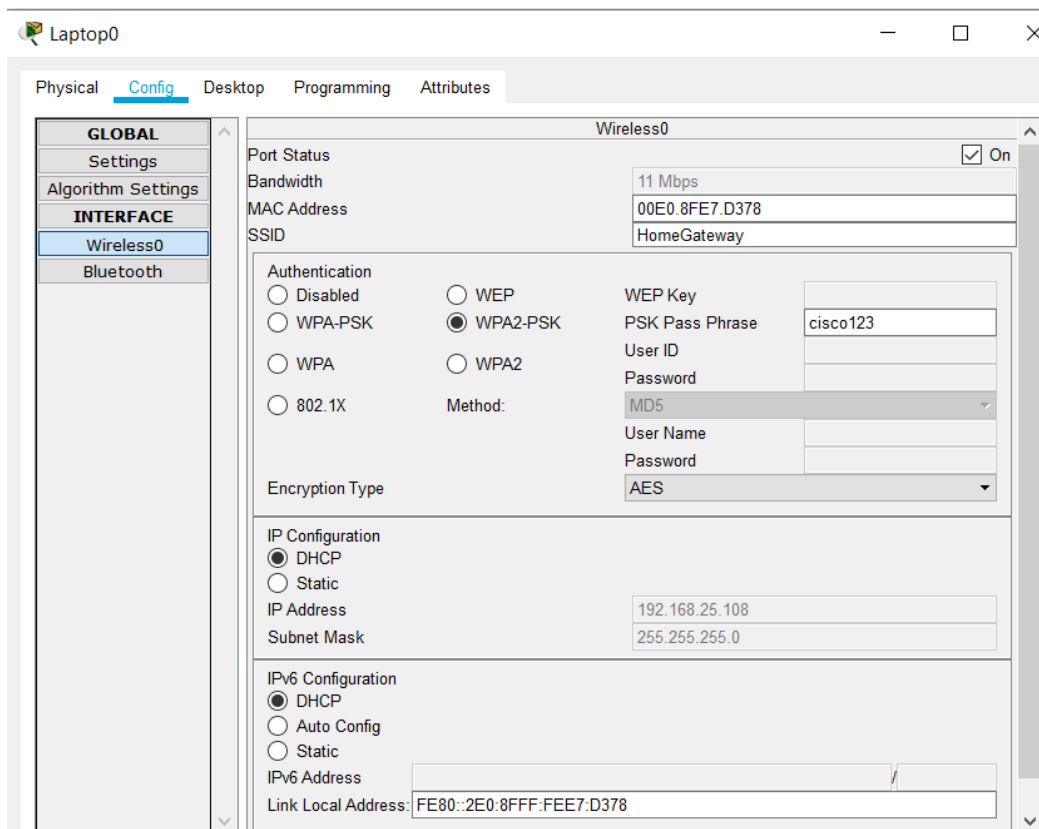 Laptop0
Physical Config Desktop Programming Attributes
GLOBAL
Settings
Algorithm Settings
INTERFACE
Wireless0
Bluetooth
Wireless0
Port Status On
Bandwidth 11 Mbps
MAC Address 00E0.8FE7.D378
SSID HomeGateway
Authentication
Disabled WEP WEP Key
WPA-PSK WPA2-PSK PSK Pass Phrase cisco123
User ID
WPA WPA2
Password
802.1X Method: MD5
User Name
Password
Encryption Type AES
IP Configuration
DHCP
Static
IP Address 192.168.25.108
Subnet Mask 255.255.255.0
IPv6 Configuration
DHCP
Auto Config
Static
IPv6 Address /
Link Local Address: FE80::2E0:8FFF:FEE7:D378